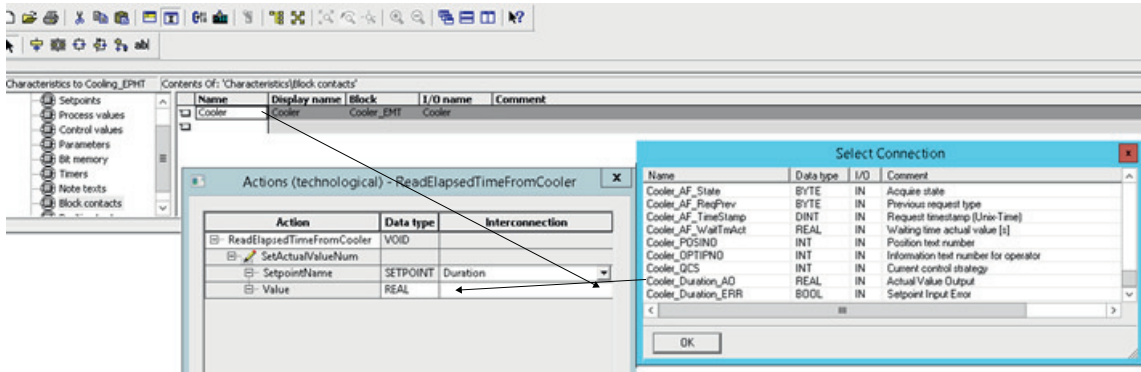 Characteristics to Cooling_EPHT
Contents Of: 'Characteristics\Block contacts'
Setpoints
Process values
Control values
Parameters
Bit memory
Timers
Note texts
Block contacts
Name Display name Block I/O name Comment
Cooler Cooler Cooler_EMT Cooler
Actions (technological) - ReadElapsedTimeFromCooler x
Action Data type Interconnection
ReadElapsedTimeFromCooler VOID
SetActualValueNum
SetpointName SETPOINT Duration
Value REAL
Select Connection x
Name Data type I/O Comment
Cooler_AF_State BYTE IN Acquire state
Cooler_AF_ReqPrev BYTE IN Previous request type
Cooler_AF_TimeStamp DINT IN Request timestamp (Unix-Time)
Cooler_AF_WaitTmAct REAL IN Waiting time actual value [s]
Cooler_POSINO INT IN Position text number
Cooler_OPTIPNO INT IN Information text number for operator
Cooler_QCS INT IN Current control strategy
Cooler_Duration_AO REAL IN Actual Value Output
Cooler_Duration_ERR BOOL IN Setpoint Input Error
OK